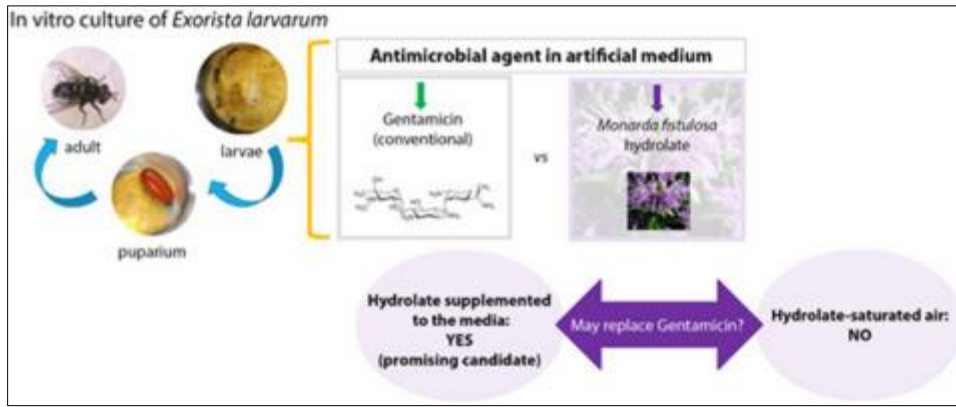 In vitro culture of Exorista larvarum
Antimicrobial agent in artificial medium
Gentamicin
(conventional)
vs
Monarda fistulosa
hydrolate
adult
larvae
puparium
Hydrolate supplemented
to the media:
YES
(promising candidate)
May replace Gentamicin?
Hydrolate-saturated air:
NO